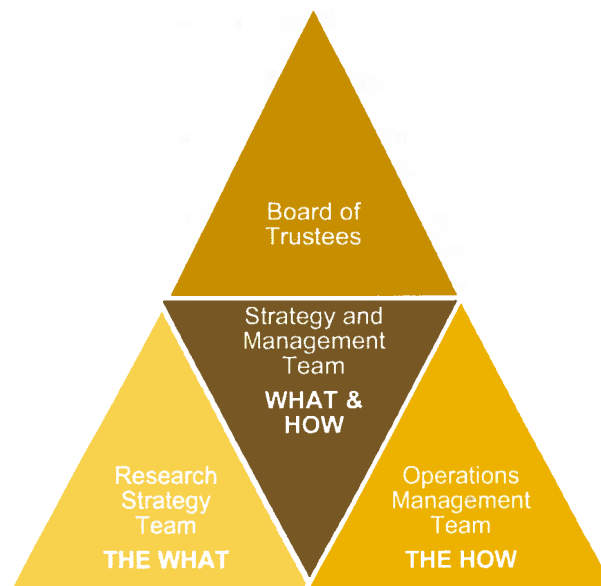 Board of
Trustees
Strategy and
Management
Team
WHAT &
HOW
Research
Strategy
Team
THE WHAT
Operations
Management
Team
THE HOW